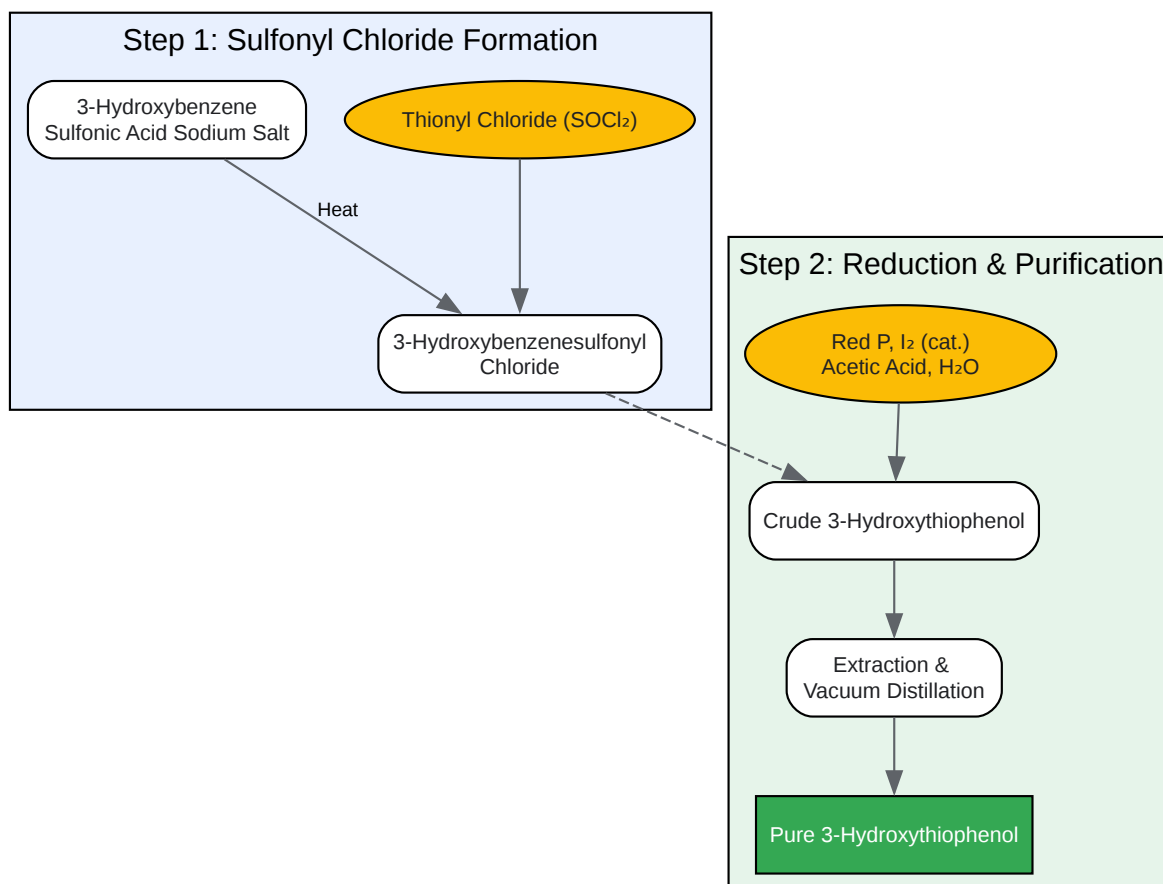 Step 1: Sulfonyl Chloride Formation
3-Hydroxybenzene
Sulfonic Acid Sodium Salt
Thionyl Chloride (SOCl₂)
Heat
3-Hydroxybenzenesulfonyl
Chloride
Step 2: Reduction & Purification
Red P, I₂ (cat.)
Acetic Acid, H₂O
Crude 3-Hydroxythiophenol
Extraction &
Vacuum Distillation
Pure 3-Hydroxythiophenol